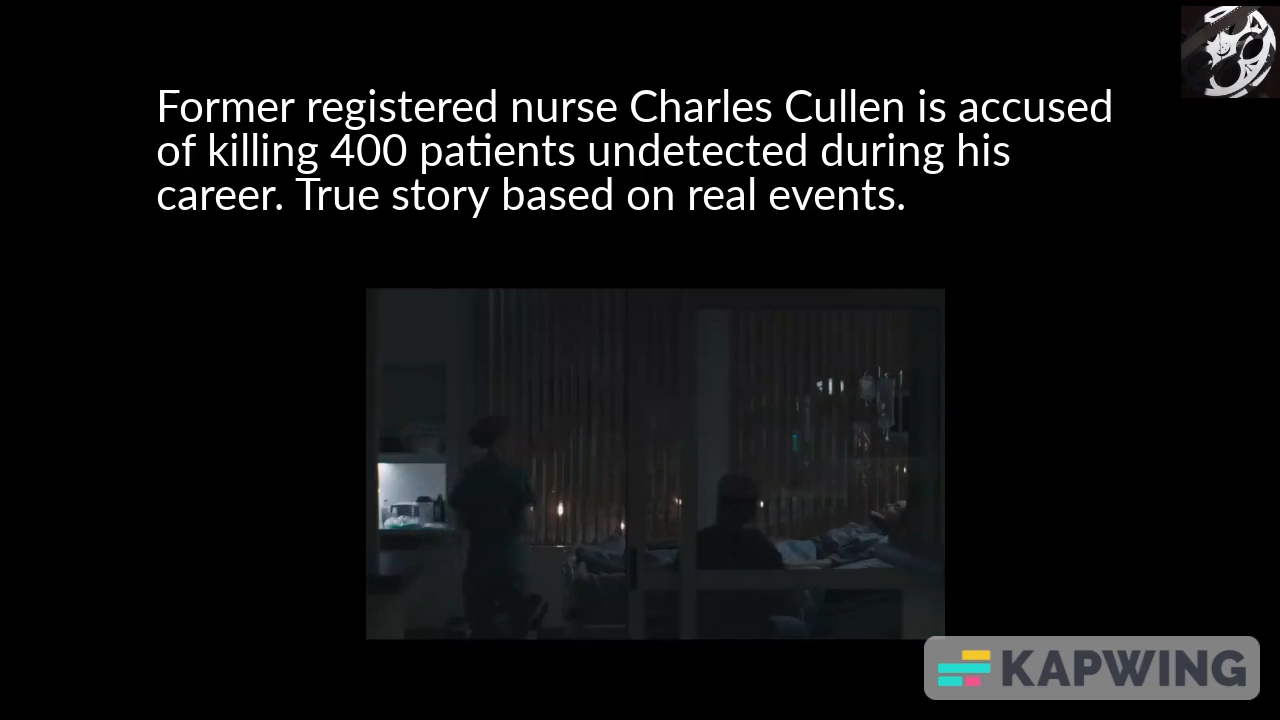 Former registered nurse Charles Cullen is accused
of killing 400 patients undetected during his
career. True story based on real events.
KAPWING